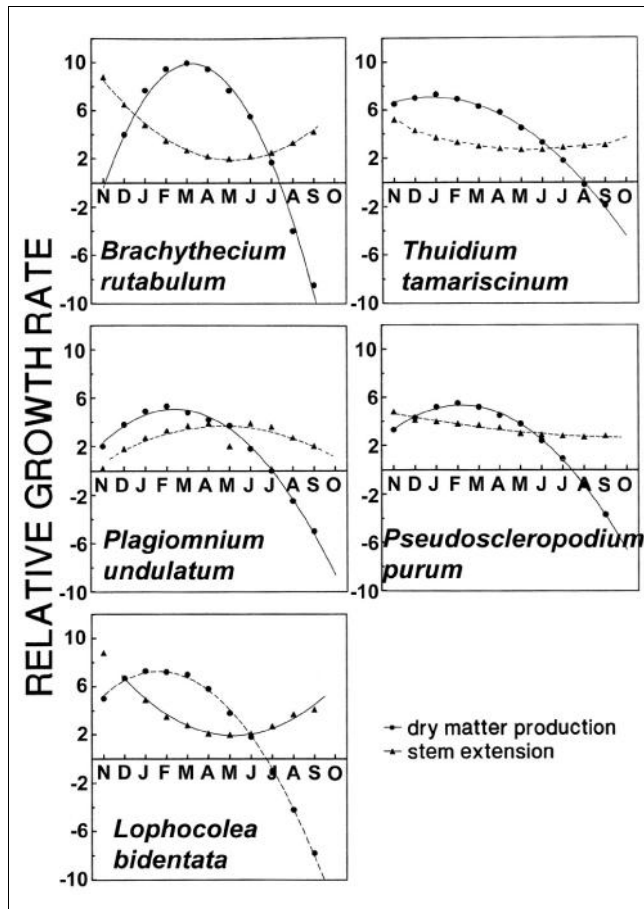 RELATIVE GROWTH RATE
10
6
2
-2
-6
-10
N D J F M A M J J A S O
Brachythecium
rutabulum
10
6
2
-2
-6
-10
N D J F M A M J J A S O
Thuidium
tamariscinum
10
6
2
-2
-6
-10
N D J F M A M J J A S O
Plagiomnium
undulatum
10
6
2
-2
-6
-10
N D J F M A M J J A S O
Pseudoscleropodium
purum
10
6
2
-2
-6
-10
N D J F M A M J J A S O
Lophocolea
bidentata
dry matter production
stem extension